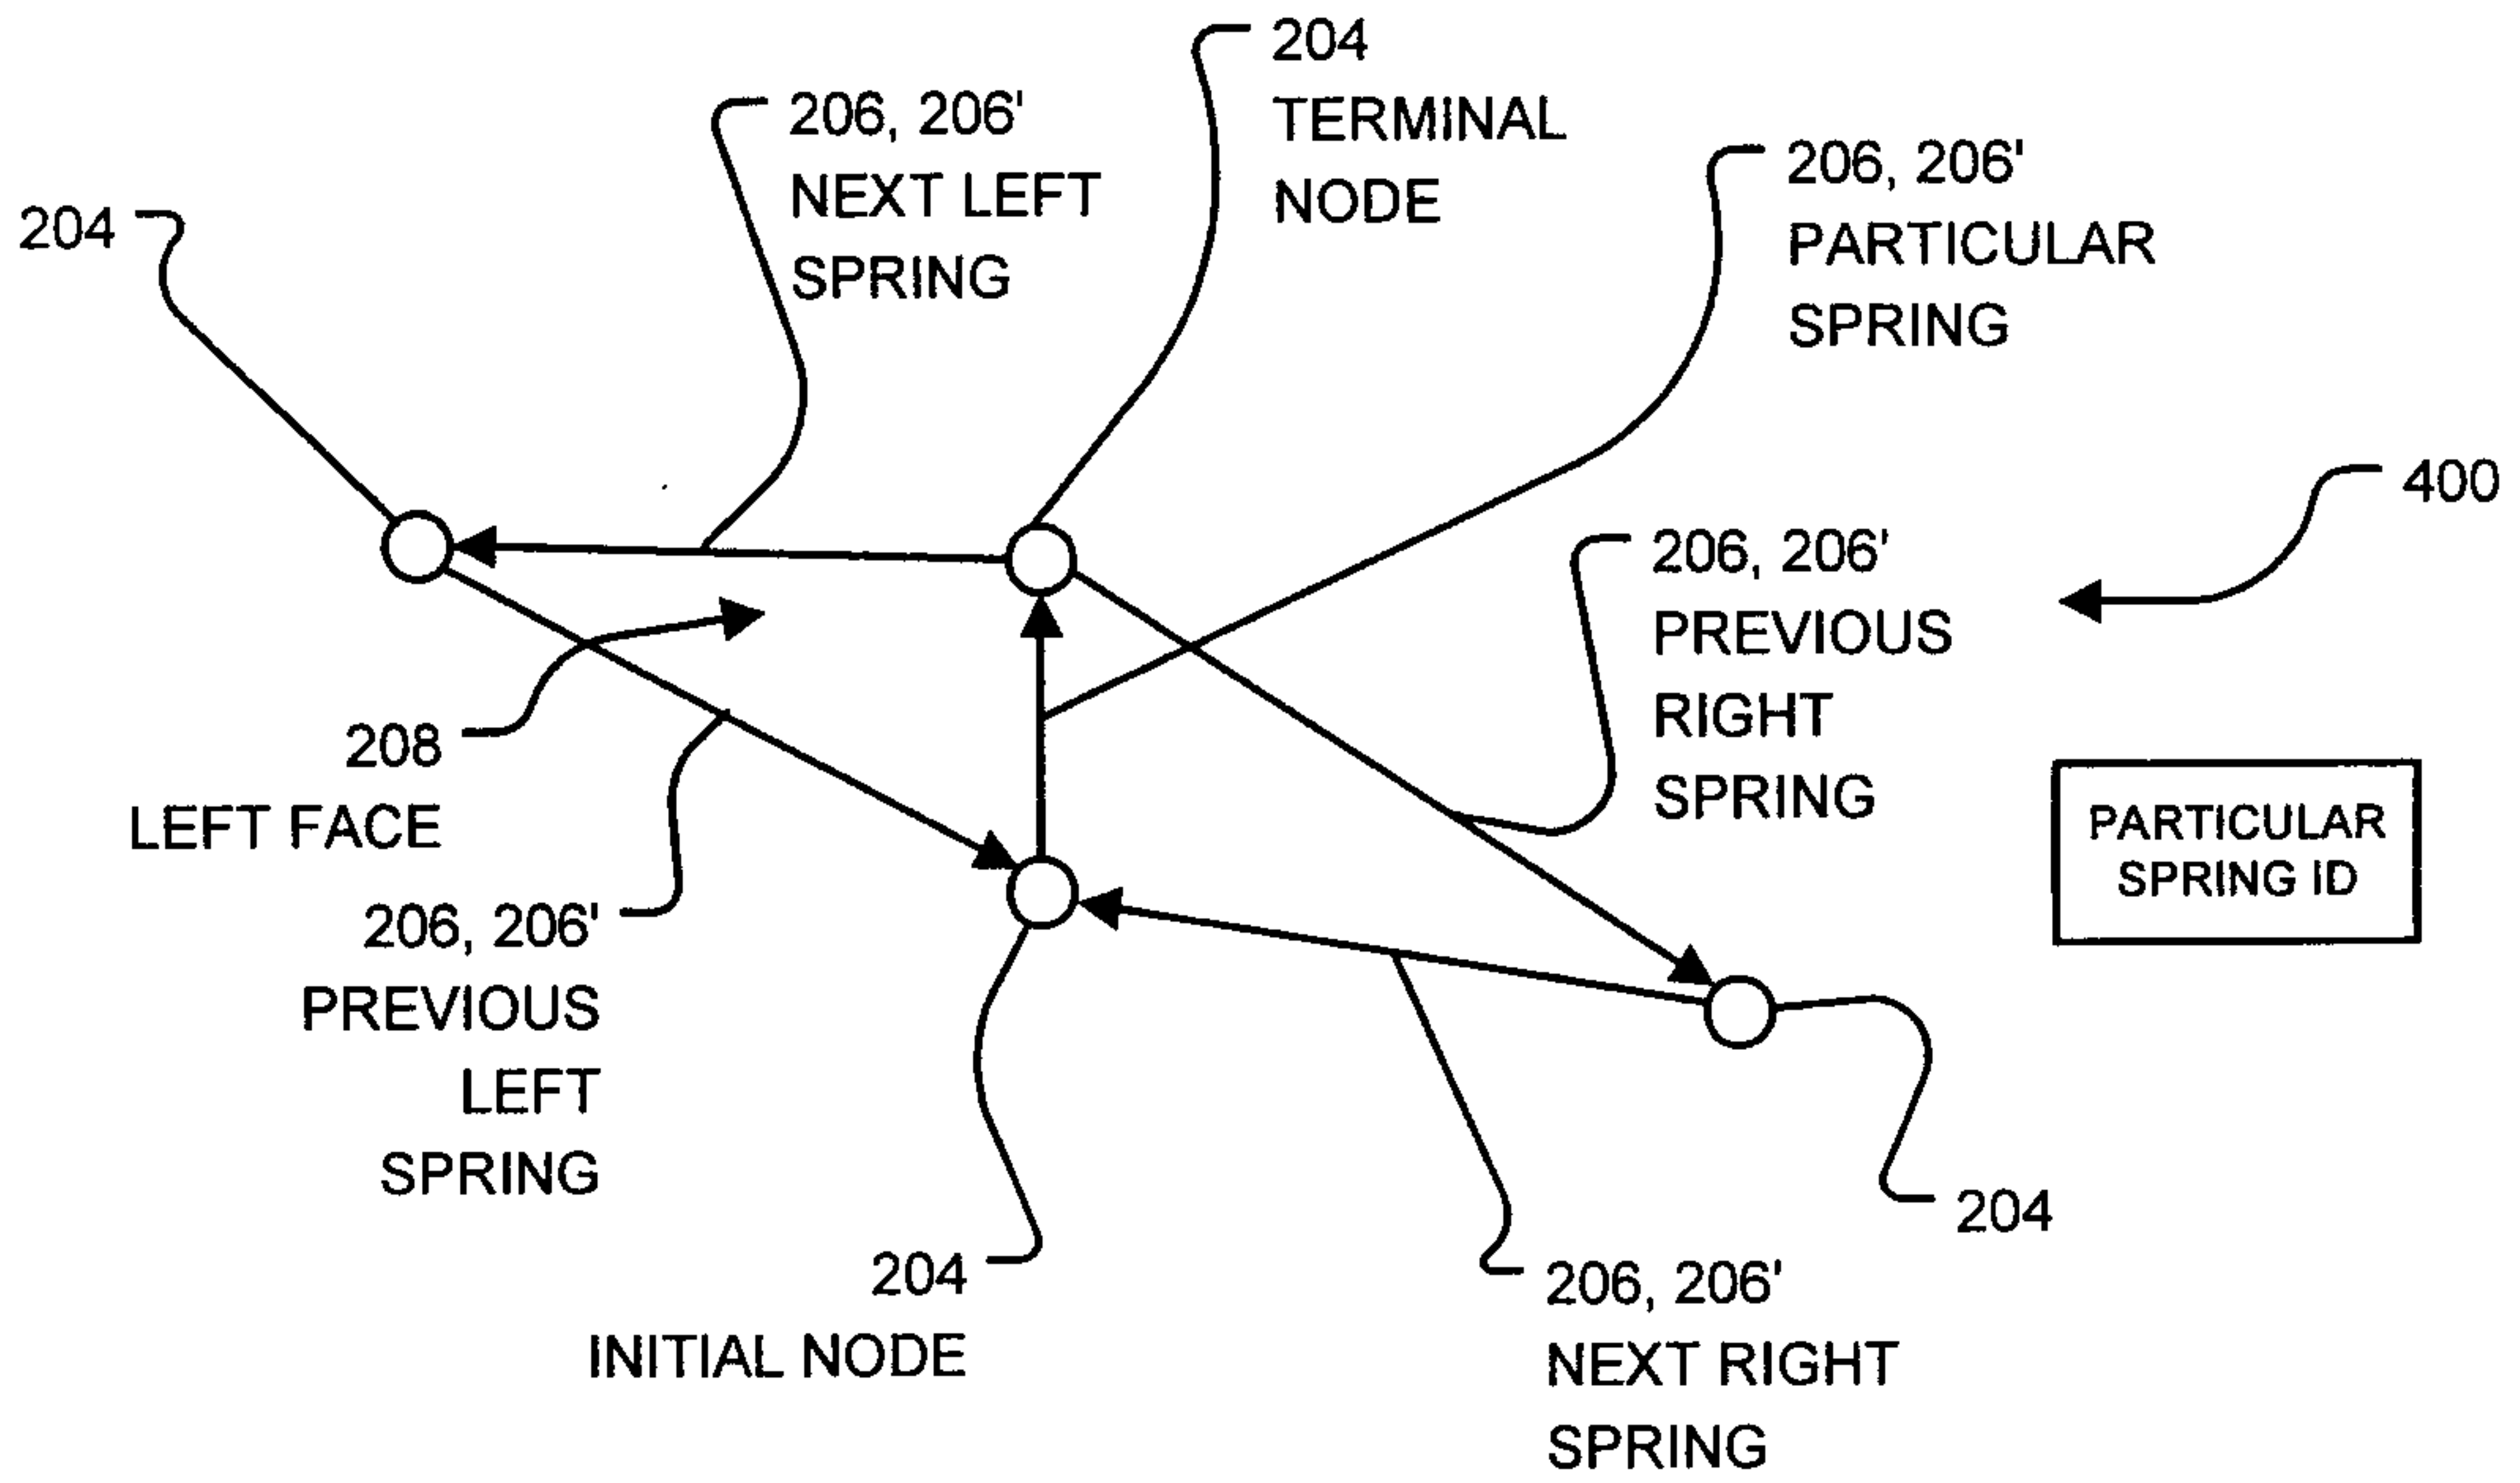 204
TERMINAL
NODE
206, 206'
NEXT LEFT
SPRING
206, 206'
PARTICULAR
SPRING
204
400
206, 206'
PREVIOUS
RIGHT
SPRING
208
LEFT FACE
PARTICULAR
SPRING ID
206, 206'
PREVIOUS
LEFT
SPRING
204
204
INITIAL NODE
206, 206'
NEXT RIGHT
SPRING